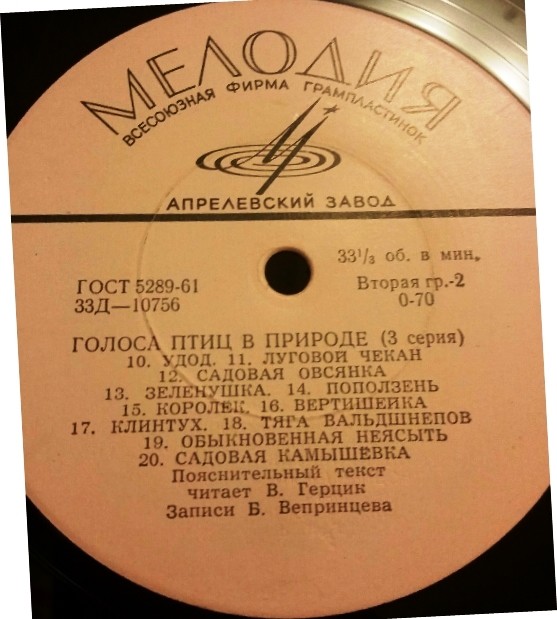 МЕЛОДИЯ
ВСЕСОЮЗНАЯ ФИРМА ГРАМПЛАСТИНОК
АПРЕЛЕВСКИЙ ЗАВОД
33⅓ об. в мин.
ГОСТ 5289-61
Вторая гр.-2
33Д—10756
0-70
ГОЛОСА ПТИЦ В ПРИРОДЕ (3 серия)
10. УДОД. 11. ЛУГОВОЙ ЧЕКАН
12. САДОВАЯ ОВСЯНКА
13. ЗЕЛЕНУШКА. 14. ПОПОЛЗЕНЬ
15. КОРОЛЕК. 16. ВЕРТИШЕЙКА
17. КЛИНТУХ. 18. ТЯГА ВАЛЬДШНЕПОВ
19. ОБЫКНОВЕННАЯ НЕЯСЫТЬ
20. САДОВАЯ КАМЫШЕВКА
Пояснительный текст
читает В. Герцик
Записи Б. Вепринцева